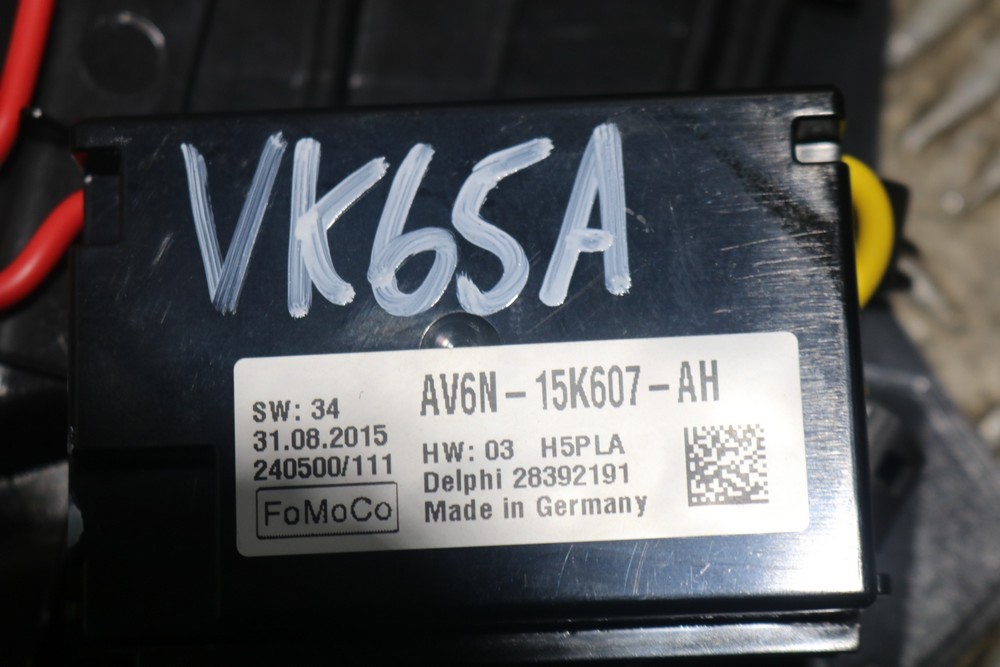 VK65A
AV6N-15K607-AH
SW: 34
31.08.2015
240500/111
FoMoCo
HW: 03 H5PLA
Delphi 28392191
Made in Germany